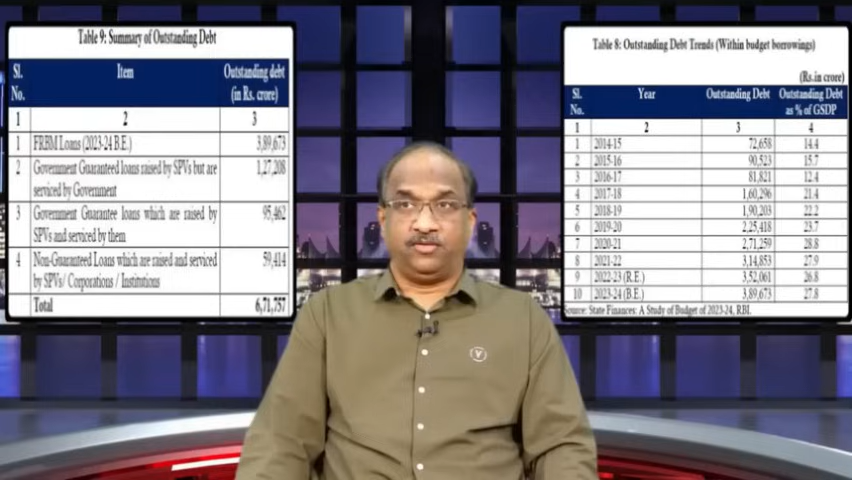 Table 9: Summary of Outstanding Debt
Sl. No. Item Outstanding debt (in Rs. crore)
1 2 3
1 FRBM Loans (2023-24 B.E.) 3,89,673
2 Government Guaranteed loans raised by SPVs but are serviced by Government 1,27,208
3 Government Guarantee loans which are raised by SPVs and serviced by them 95,462
4 Non-Guaranteed Loans which are raised and serviced by SPVs/ Corporations / Institutions 59,414
Total 6,71,757
Table 8: Outstanding Debt Trends (Within budget borrowings)
(Rs.in crore)
Sl. No. Year Outstanding Debt Outstanding Debt as % of GSDP
1 2 3 4
1 2014-15 72,658 14.4
2 2015-16 90,523 15.7
3 2016-17 81,821 12.4
4 2017-18 1,60,296 21.4
5 2018-19 1,90,203 22.2
6 2019-20 2,25,418 23.7
7 2020-21 2,71,259 28.8
8 2021-22 3,14,853 27.9
9 2022-23 (R.E.) 3,52,061 26.8
10 2023-24 (B.E.) 3,89,673 27.8
Source: State Finances: A Study of Budget of 2023-24, RBI.